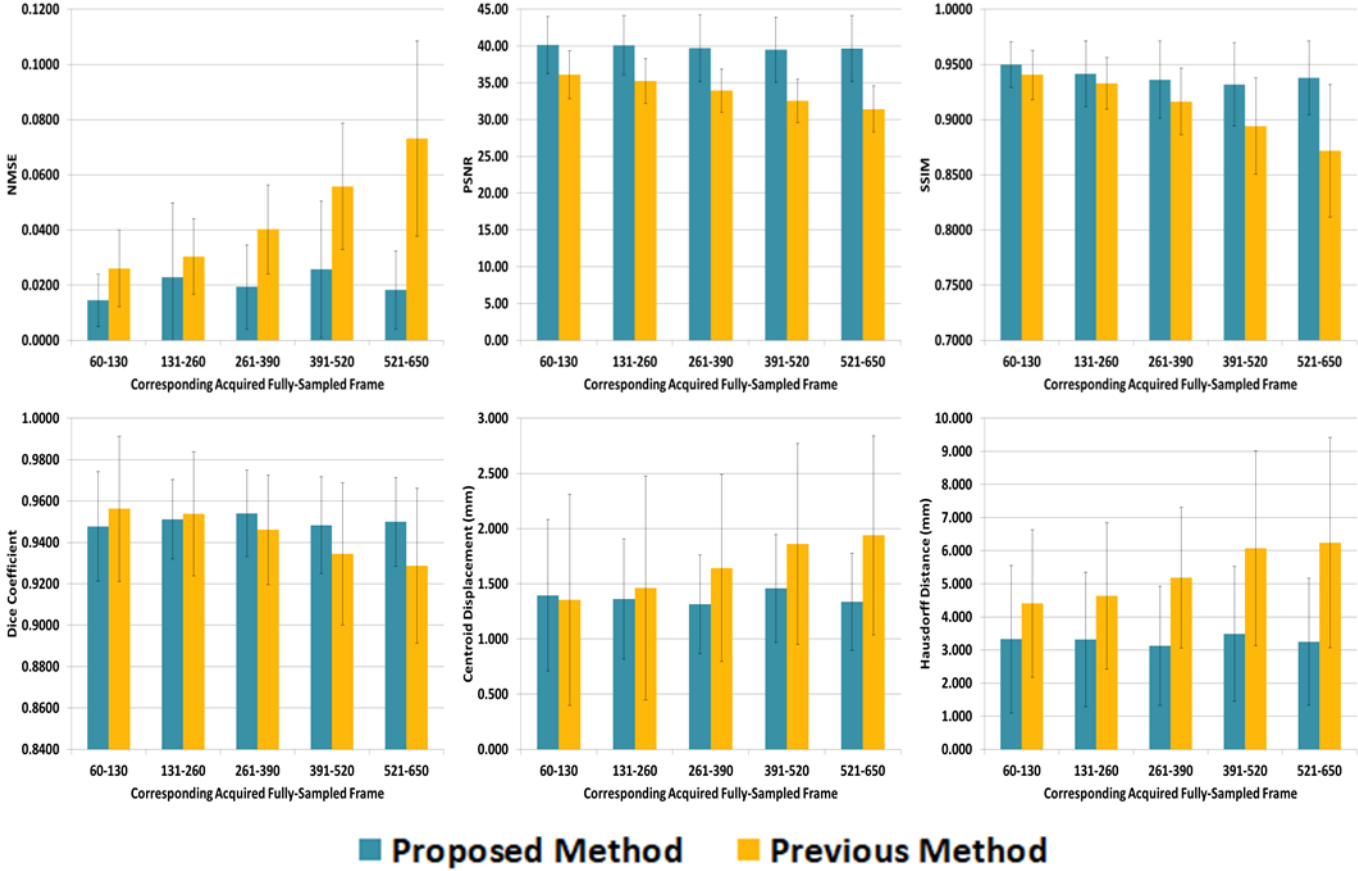 0.1200
0.1000
0.0800
0.0600
0.0400
0.0200
0.0000
NMSE
60-130 131-260 261-390 391-520 521-650
Corresponding Acquired Fully-Sampled Frame
45.00
40.00
35.00
30.00
25.00
20.00
15.00
10.00
5.00
0.00
PSNR
60-130 131-260 261-390 391-520 521-650
Corresponding Acquired Fully-Sampled Frame
1.0000
0.9500
0.9000
0.8500
0.8000
0.7500
0.7000
SSIM
60-130 131-260 261-390 391-520 521-650
Corresponding Acquired Fully-Sampled Frame
1.0000
0.9800
0.9600
0.9400
0.9200
0.9000
0.8800
0.8600
0.8400
Dice Coefficient
60-130 131-260 261-390 391-520 521-650
Corresponding Acquired Fully-Sampled Frame
3.000
2.500
2.000
1.500
1.000
0.500
0.000
Centroid Displacement (mm)
60-130 131-260 261-390 391-520 521-650
Corresponding Acquired Fully-Sampled Frame
10.000
9.000
8.000
7.000
6.000
5.000
4.000
3.000
2.000
1.000
0.000
Hausdorff Distance (mm)
60-130 131-260 261-390 391-520 521-650
Corresponding Acquired Fully-Sampled Frame
Proposed Method Previous Method